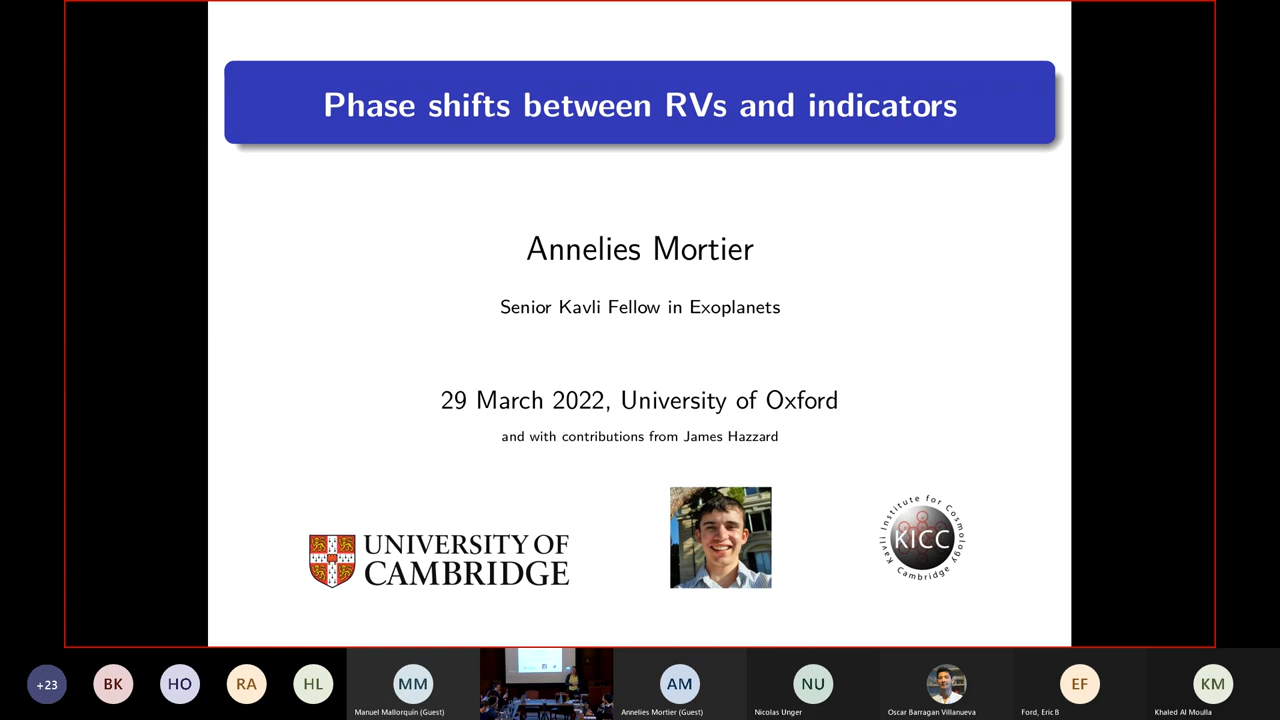 Phase shifts between RVs and indicators
Annelies Mortier
Senior Kavli Fellow in Exoplanets
29 March 2022, University of Oxford
and with contributions from James Hazzard
UNIVERSITY OF
CAMBRIDGE
Kavli Institute for Cosmology
KICC
Cambridge
+23
BK
HO
RA
HL
MM
Manuel Mallorquín (Guest)
AM
Annelies Mortier (Guest)
NU
Nicolas Unger
Oscar Barragan Villanueva
EF
Ford, Eric B
KM
Khaled Al Moulla